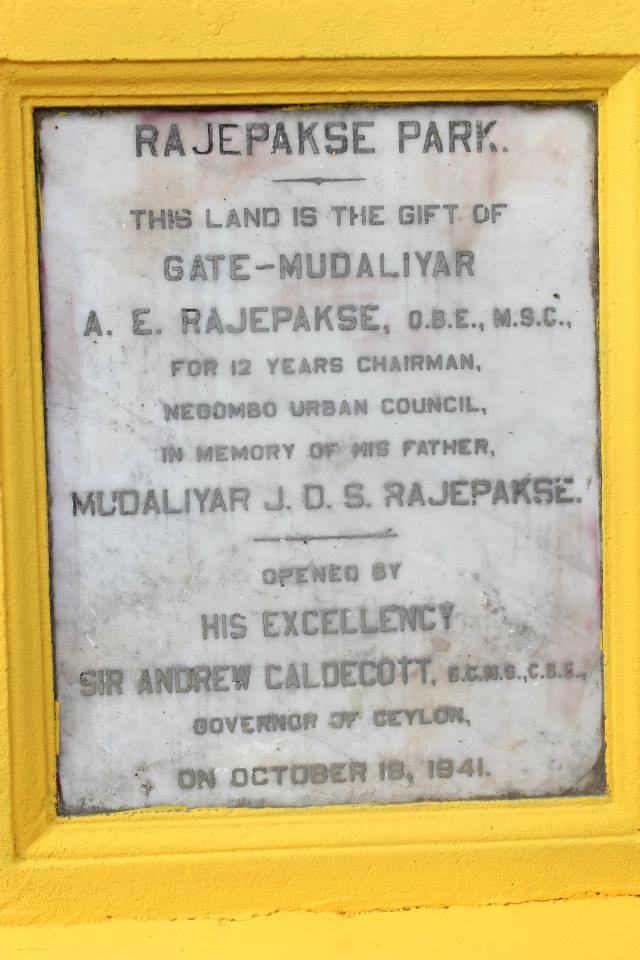 RAJEPAKSE PARK.
THIS LAND IS THE GIFT OF
GATE-MUDALIYAR
A. E. RAJEPAKSE, O.B.E., M.S.C.,
FOR 12 YEARS CHAIRMAN,
NEGOMBO URBAN COUNCIL,
IN MEMORY OF HIS FATHER,
MUDALIYAR J. D. S. RAJEPAKSE.
OPENED BY
HIS EXCELLENCY
SIR ANDREW CALDECOTT, G.C.M.G., C.B.E.,
GOVERNOR OF CEYLON,
ON OCTOBER 18, 1941.